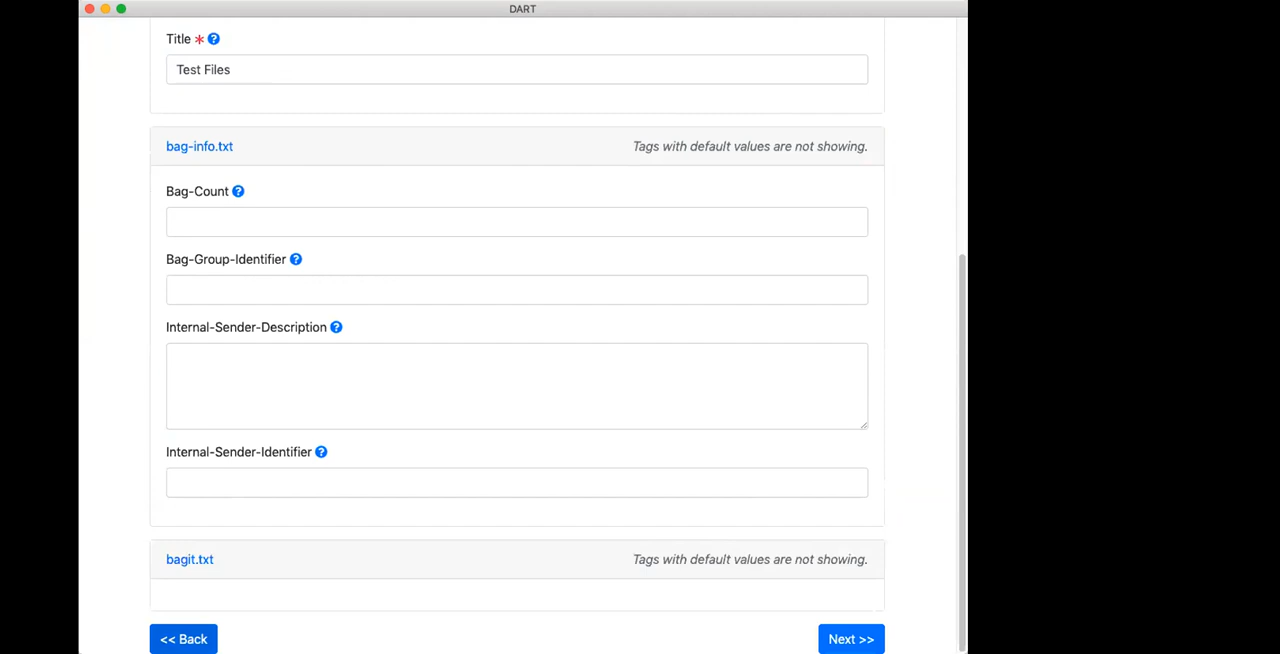 DART
Title * ?
Test Files
bag-info.txt Tags with default values are not showing.
Bag-Count ?
Bag-Group-Identifier ?
Internal-Sender-Description ?
Internal-Sender-Identifier ?
bagit.txt Tags with default values are not showing.
<< Back Next >>